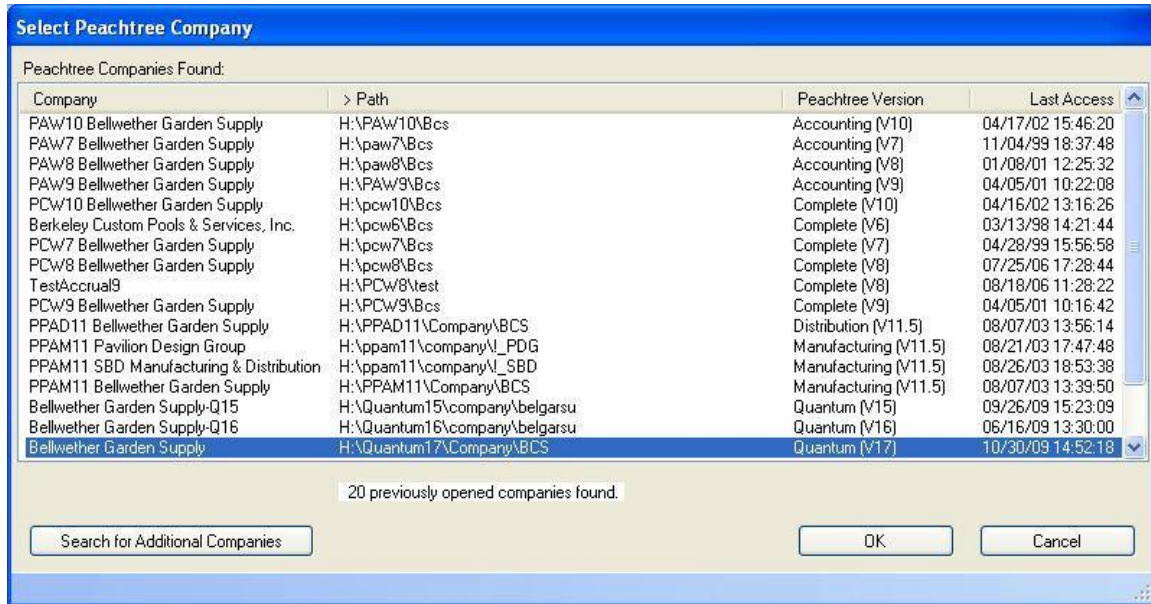 Select Peachtree Company
Peachtree Companies Found:
Company > Path Peachtree Version Last Access
PAW10 Bellwether Garden Supply H:\PAW10\Bcs Accounting (V10) 04/17/02 15:46:20
PAW7 Bellwether Garden Supply H:\paw7\Bcs Accounting (V7) 11/04/99 18:37:48
PAW8 Bellwether Garden Supply H:\paw8\Bcs Accounting (V8) 01/08/01 12:25:32
PAW9 Bellwether Garden Supply H:\PAW9\Bcs Accounting (V9) 04/05/01 10:22:08
PCW10 Bellwether Garden Supply H:\pcw10\Bcs Complete (V10) 04/16/02 13:16:26
Berkeley Custom Pools & Services, Inc. H:\pcw6\Bcs Complete (V6) 03/13/98 14:21:44
PCW7 Bellwether Garden Supply H:\pcw7\Bcs Complete (V7) 04/28/99 15:56:58
PCW8 Bellwether Garden Supply H:\pcw8\Bcs Complete (V8) 07/25/06 17:28:44
TestAccrual9 H:\PCW8\test Complete (V8) 08/18/06 11:28:22
PCW9 Bellwether Garden Supply H:\PCW9\Bcs Complete (V9) 04/05/01 10:16:42
PPAD11 Bellwether Garden Supply H:\PPAD11\Company\BCS Distribution (V11.5) 08/07/03 13:56:14
PPAM11 Pavilion Design Group H:\ppam11\company\!_PDG Manufacturing (V11.5) 08/21/03 17:47:48
PPAM11 SBD Manufacturing & Distribution H:\ppam11\company\!_SBD Manufacturing (V11.5) 08/26/03 18:53:38
PPAM11 Bellwether Garden Supply H:\PPAM11\Company\BCS Manufacturing (V11.5) 08/07/03 13:39:50
Bellwether Garden Supply-Q15 H:\Quantum15\company\belgarsu Quantum (V15) 09/26/09 15:23:09
Bellwether Garden Supply-Q16 H:\Quantum16\company\belgarsu Quantum (V16) 06/16/09 13:30:00
Bellwether Garden Supply H:\Quantum17\Company\BCS Quantum (V17) 10/30/09 14:52:18
20 previously opened companies found.
Search for Additional Companies OK Cancel